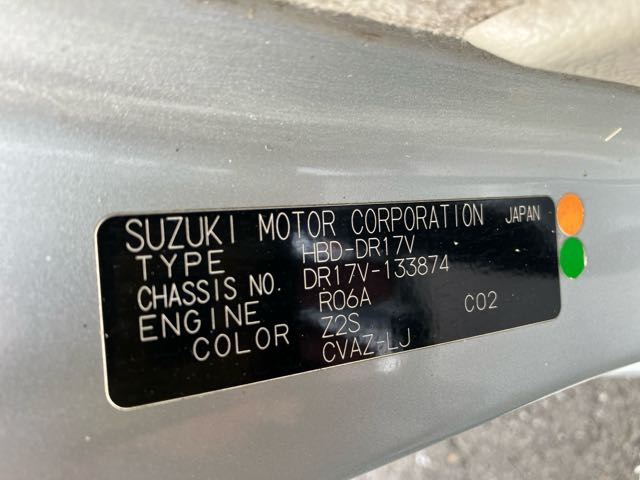 SUZUKI MOTOR CORPORATION JAPAN
TYPE HBD-DR17V
CHASSIS NO. DR17V-133874
ENGINE R06A C02
COLOR Z2S
CVAZ-LJ